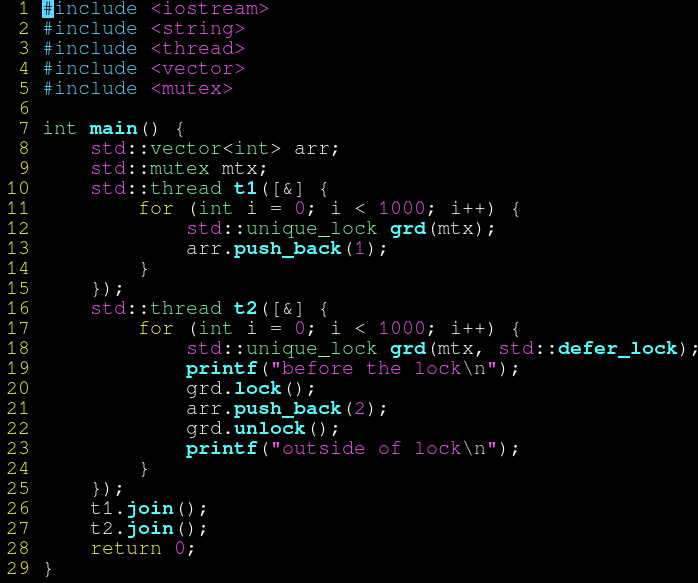 1 #include <iostream>
2 #include <string>
3 #include <thread>
4 #include <vector>
5 #include <mutex>
6
7 int main() {
8     std::vector<int> arr;
9     std::mutex mtx;
10     std::thread t1([&] {
11         for (int i = 0; i < 1000; i++) {
12             std::unique_lock grd(mtx);
13             arr.push_back(1);
14         }
15     });
16     std::thread t2([&] {
17         for (int i = 0; i < 1000; i++) {
18             std::unique_lock grd(mtx, std::defer_lock);
19             printf("before the lock\n");
20             grd.lock();
21             arr.push_back(2);
22             grd.unlock();
23             printf("outside of lock\n");
24         }
25     });
26     t1.join();
27     t2.join();
28     return 0;
29 }